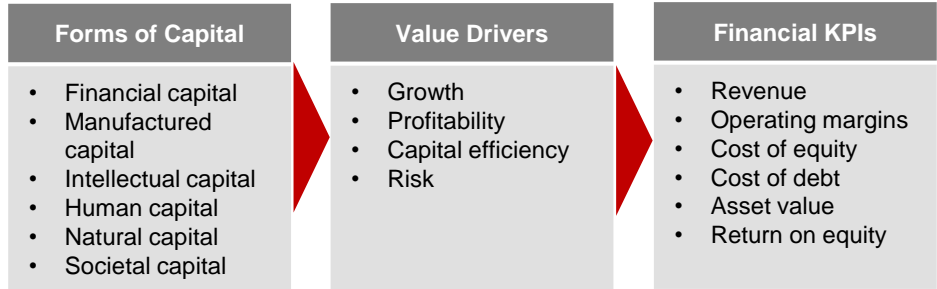 Forms of Capital
• Financial capital
• Manufactured
capital
• Intellectual capital
• Human capital
• Natural capital
• Societal capital
Value Drivers
• Growth
• Profitability
• Capital efficiency
• Risk
Financial KPIs
• Revenue
• Operating margins
• Cost of equity
• Cost of debt
• Asset value
• Return on equity